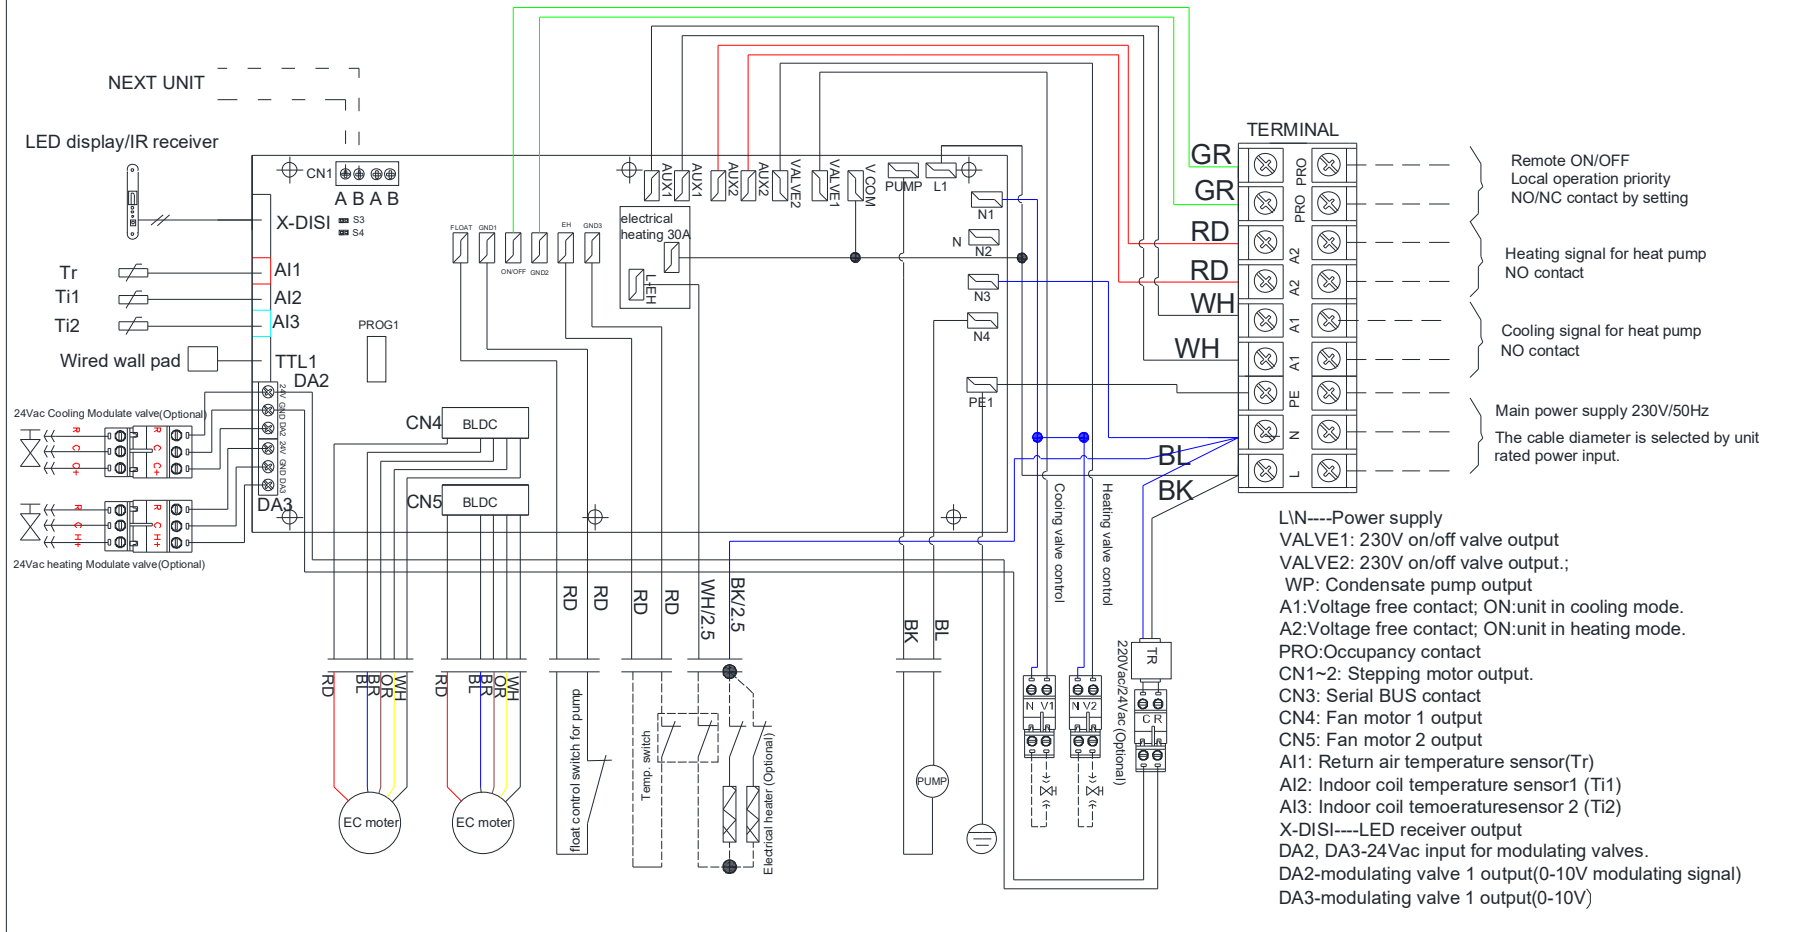 NEXT UNIT
LED display/IR receiver
CN1
A B A B
X-DISI
S3
S4
Tr
AI1
Ti1
AI2
Ti2
AI3
PROG1
Wired wall pad
TTL1
DA2
24V GND DA2
24V GND DA3
DA3
24Vac Cooling Modulate valve(Optional)
R C C+
R C C+
24Vac heating Modulate valve(Optional)
R C H+
R C H+
FLOAT
GND1
ON/OFF
GND2
EH
GND3
electrical
heating 30A
L-EH
AUX1
AUX1
AUX2
AUX2
VALVE2
VALVE1
V COM
PUMP
L1
N1
N
N2
N3
N4
PE1
CN4
BLDC
CN5
BLDC
RD
BL
BR
OR
WH
EC moter
RD
BL
BR
OR
WH
EC moter
RD
RD
float control switch for pump
RD
RD
Temp. switch
WH/2.5
BK/2.5
Electrical heater (Optional)
BK
BL
PUMP
Cooing valve control
Heating valve control
N V1
N V2
220Vac/24Vac (Optional)
TR
C R
GR
GR
RD
RD
WH
WH
BL
BK
TERMINAL
PRO
PRO
A2
A2
A1
A1
PE
N
L
Remote ON/OFF
Local operation priority
NO/NC contact by setting
Heating signal for heat pump
NO contact
Cooling signal for heat pump
NO contact
Main power supply 230V/50Hz
The cable diameter is selected by unit
rated power input.
L\N----Power supply
VALVE1: 230V on/off valve output
VALVE2: 230V on/off valve output.;
WP: Condensate pump output
A1:Voltage free contact; ON:unit in cooling mode.
A2:Voltage free contact; ON:unit in heating mode.
PRO:Occupancy contact
CN1~2: Stepping motor output.
CN3: Serial BUS contact
CN4: Fan motor 1 output
CN5: Fan motor 2 output
AI1: Return air temperature sensor(Tr)
AI2: Indoor coil temperature sensor1 (Ti1)
AI3: Indoor coil temoeraturesensor 2 (Ti2)
X-DISI----LED receiver output
DA2, DA3-24Vac input for modulating valves.
DA2-modulating valve 1 output(0-10V modulating signal)
DA3-modulating valve 1 output(0-10V)